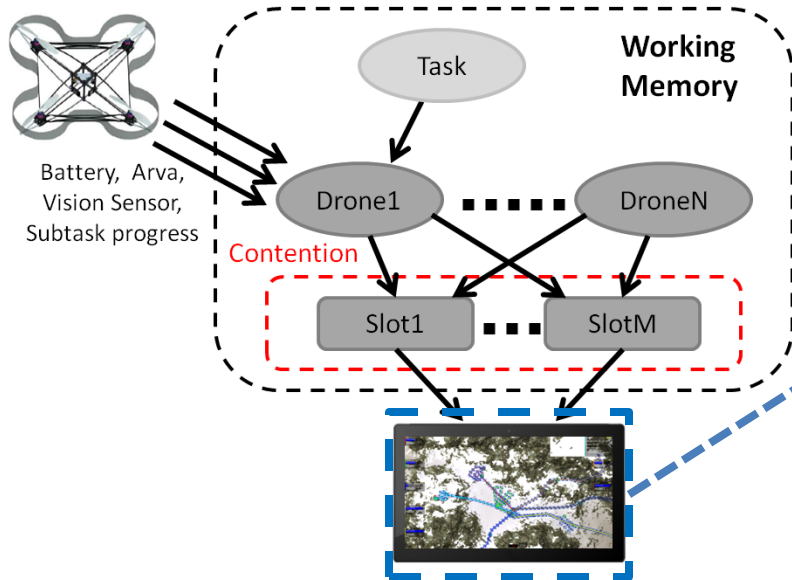 Working
Memory
Task
Battery, Arva,
Vision Sensor,
Subtask progress
Drone1
DroneN
Contention
Slot1
SlotM